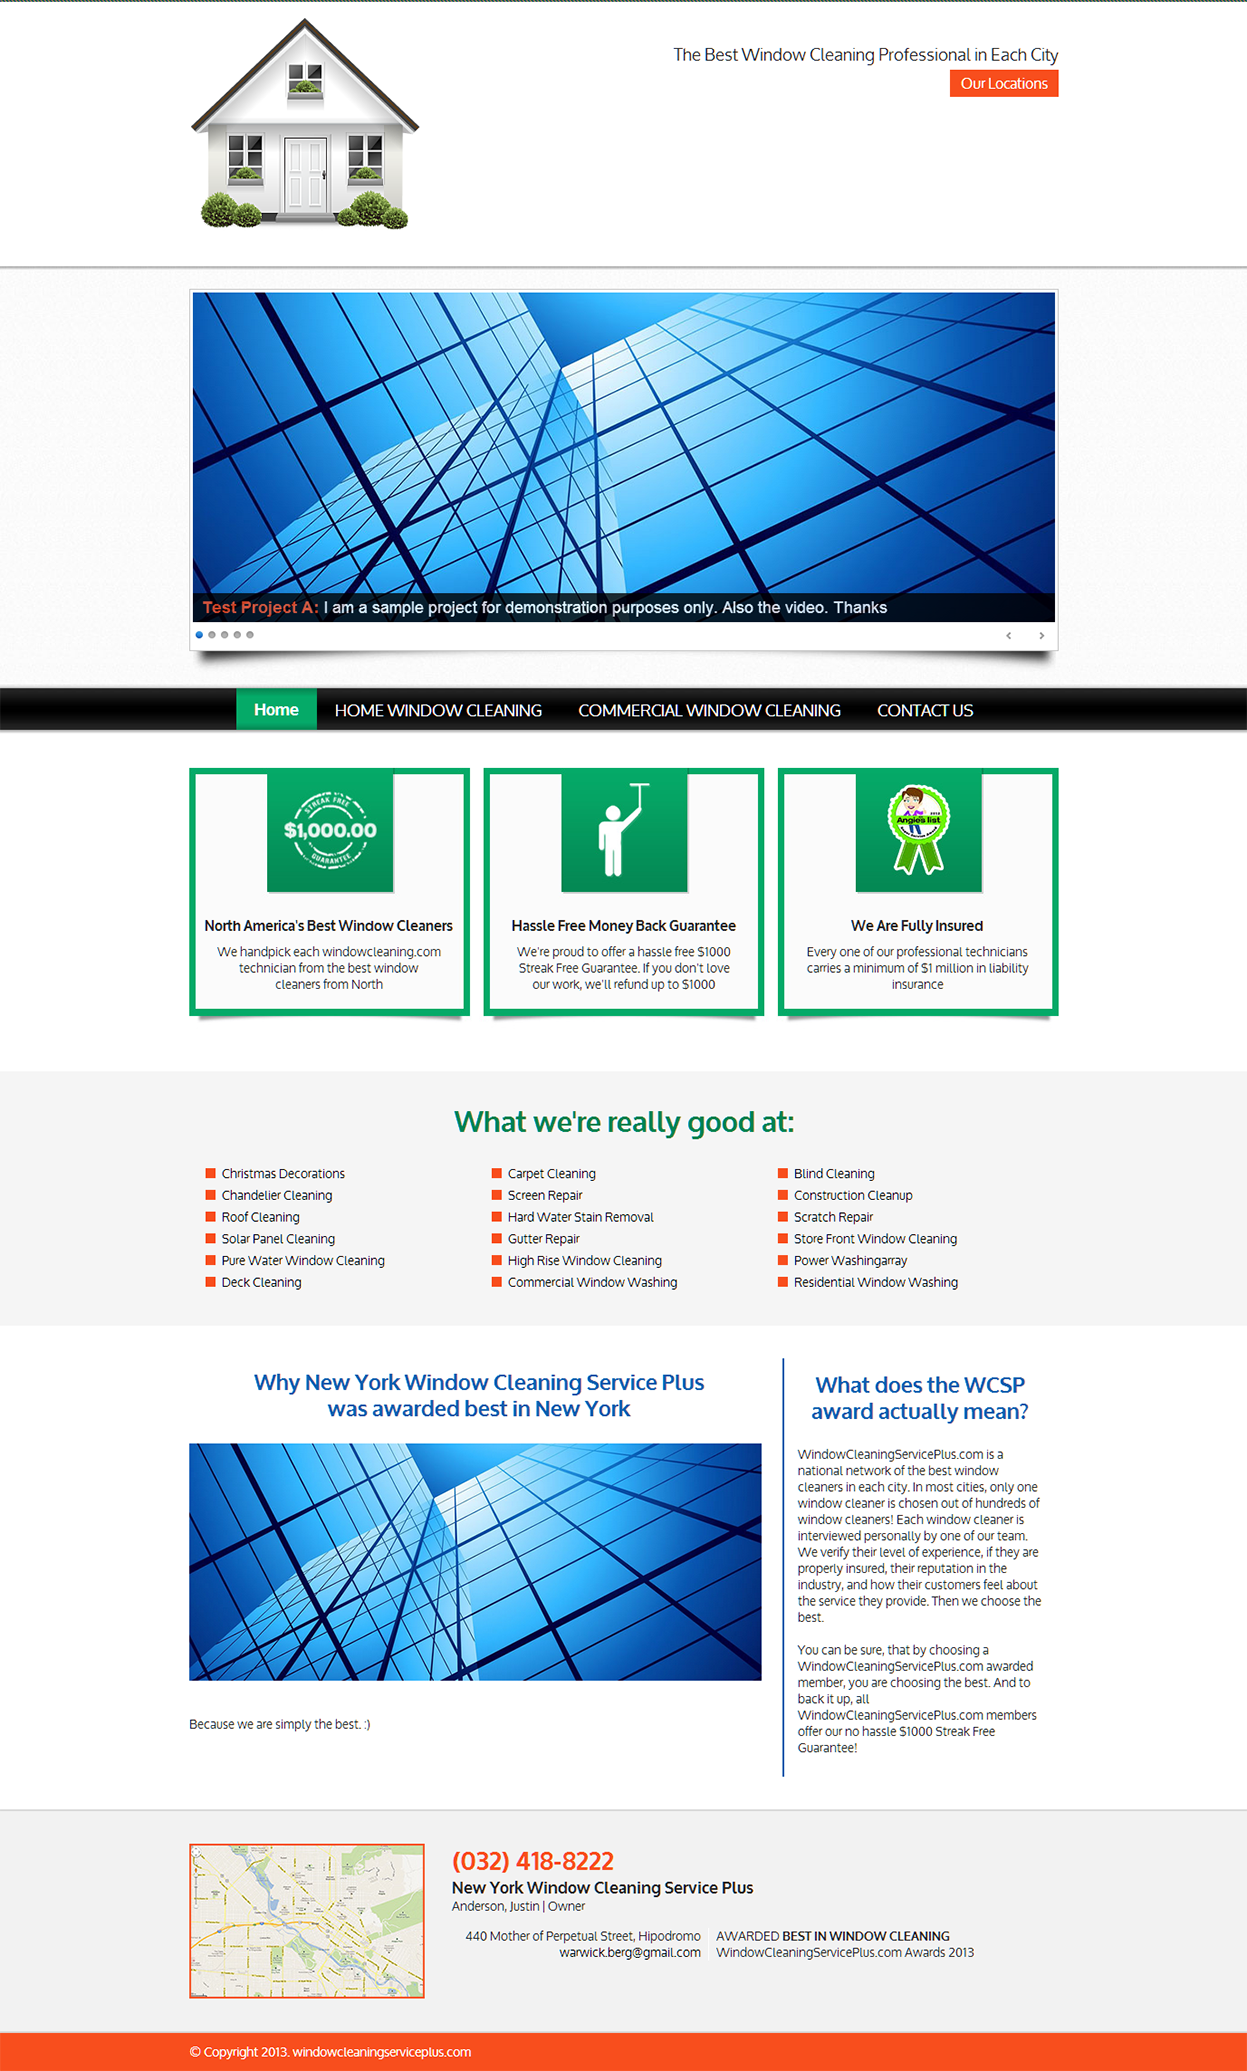 The Best Window Cleaning Professional in Each City
Our Locations
Test Project A: I am a sample project for demonstration purposes only. Also the video. Thanks
Home
HOME WINDOW CLEANING
COMMERCIAL WINDOW CLEANING
CONTACT US
STREAK FREE
$1,000.00
GUARANTEE
North America's Best Window Cleaners
We handpick each windowcleaning.com
technician from the best window
cleaners from North
Hassle Free Money Back Guarantee
We're proud to offer a hassle free $1000
Streak Free Guarantee. If you don't love
our work, we'll refund up to $1000
Angie's list
We Are Fully Insured
Every one of our professional technicians
carries a minimum of $1 million in liability
insurance
What we're really good at:
Christmas Decorations
Chandelier Cleaning
Roof Cleaning
Solar Panel Cleaning
Pure Water Window Cleaning
Deck Cleaning
Carpet Cleaning
Screen Repair
Hard Water Stain Removal
Gutter Repair
High Rise Window Cleaning
Commercial Window Washing
Blind Cleaning
Construction Cleanup
Scratch Repair
Store Front Window Cleaning
Power Washingarray
Residential Window Washing
Why New York Window Cleaning Service Plus
was awarded best in New York
Because we are simply the best. :)
What does the WCSP
award actually mean?
WindowCleaningServicePlus.com is a
national network of the best window
cleaners in each city. In most cities, only one
window cleaner is chosen out of hundreds of
window cleaners! Each window cleaner is
interviewed personally by one of our team.
We verify their level of experience, if they are
properly insured, their reputation in the
industry, and how their customers feel about
the service they provide. Then we choose the
best.
You can be sure, that by choosing a
WindowCleaningServicePlus.com awarded
member, you are choosing the best. And to
back it up, all
WindowCleaningServicePlus.com members
offer our no hassle $1000 Streak Free
Guarantee!
(032) 418-8222
New York Window Cleaning Service Plus
Anderson, Justin | Owner
440 Mother of Perpetual Street, Hipodromo
warwick.berg@gmail.com
AWARDED BEST IN WINDOW CLEANING
WindowCleaningServicePlus.com Awards 2013
© Copyright 2013. windowcleaningserviceplus.com